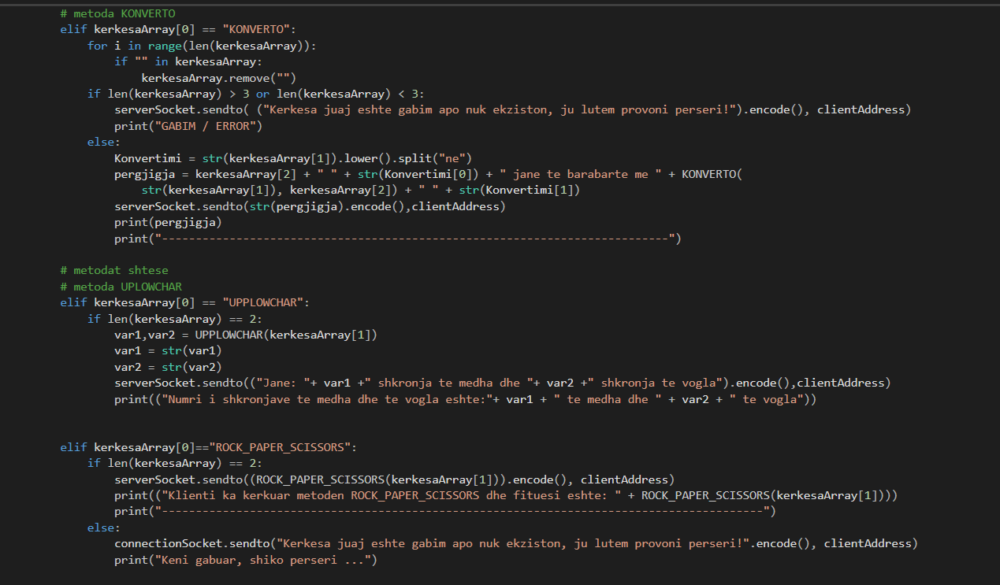 # metoda KONVERTO
elif kerkesaArray[0] == "KONVERTO":
    for i in range(len(kerkesaArray)):
        if "" in kerkesaArray:
            kerkesaArray.remove("")
    if len(kerkesaArray) > 3 or len(kerkesaArray) < 3:
        serverSocket.sendto( ("Kerkesa juaj eshte gabim apo nuk ekziston, ju lutem provoni perseri!").encode(), clientAddress)
        print("GABIM / ERROR")
    else:
        Konvertimi = str(kerkesaArray[1]).lower().split("ne")
        pergjigja = kerkesaArray[2] + " " + str(Konvertimi[0]) + " jane te barabarte me " + KONVERTO(
            str(kerkesaArray[1]), kerkesaArray[2]) + " " + str(Konvertimi[1])
        serverSocket.sendto(str(pergjigja).encode(),clientAddress)
        print(pergjigja)
        print("---------------------------------------------------------------------------")

# metodat shtese
# metoda UPLOWCHAR
elif kerkesaArray[0] == "UPPLOWCHAR":
    if len(kerkesaArray) == 2:
        var1,var2 = UPPLOWCHAR(kerkesaArray[1])
        var1 = str(var1)
        var2 = str(var2)
        serverSocket.sendto(("Jane: "+ var1 +" shkronja te medha dhe "+ var2 +" shkronja te vogla").encode(),clientAddress)
        print(("Numri i shkronjave te medha dhe te vogla eshte:"+ var1 + " te medha dhe " + var2 + " te vogla"))


elif kerkesaArray[0]=="ROCK_PAPER_SCISSORS":
    if len(kerkesaArray) == 2:
        serverSocket.sendto((ROCK_PAPER_SCISSORS(kerkesaArray[1])).encode(), clientAddress)
        print(("Klienti ka kerkuar metoden ROCK_PAPER_SCISSORS dhe fituesi eshte: " + ROCK_PAPER_SCISSORS(kerkesaArray[1])))
        print("-----------------------------------------------------------------------------------------")
    else:
        connectionSocket.sendto("Kerkesa juaj eshte gabim apo nuk ekziston, ju lutem provoni perseri!".encode(), clientAddress)
        print("Keni gabuar, shiko perseri ...")